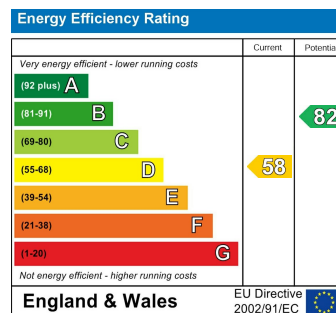 Energy Efficiency Rating
Current Potential
Very energy efficient - lower running costs
(92 plus) A
(81-91) B
82
(69-80) C
(55-68) D
58
(39-54) E
(21-38) F
(1-20) G
Not energy efficient - higher running costs
England & Wales
EU Directive
2002/91/EC